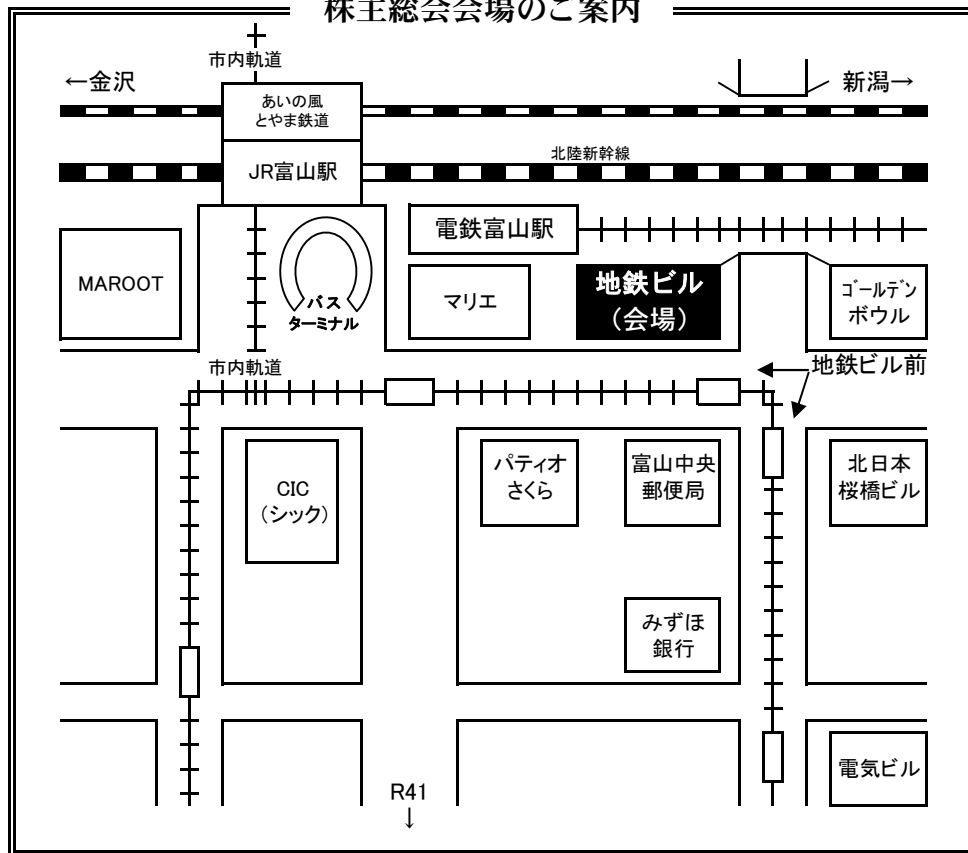 株主総会会場のご案内
市内軌道
←金沢
新潟→
あいの風
とやま鉄道
北陸新幹線
JR富山駅
電鉄富山駅
MAROOT
バス
ターミナル
マリエ
地鉄ビル
（会場）
ゴールデン
ボウル
市内軌道
地鉄ビル前
CIC
（シック）
パティオ
さくら
富山中央
郵便局
北日本
桜橋ビル
みずほ
銀行
電気ビル
R41
↓